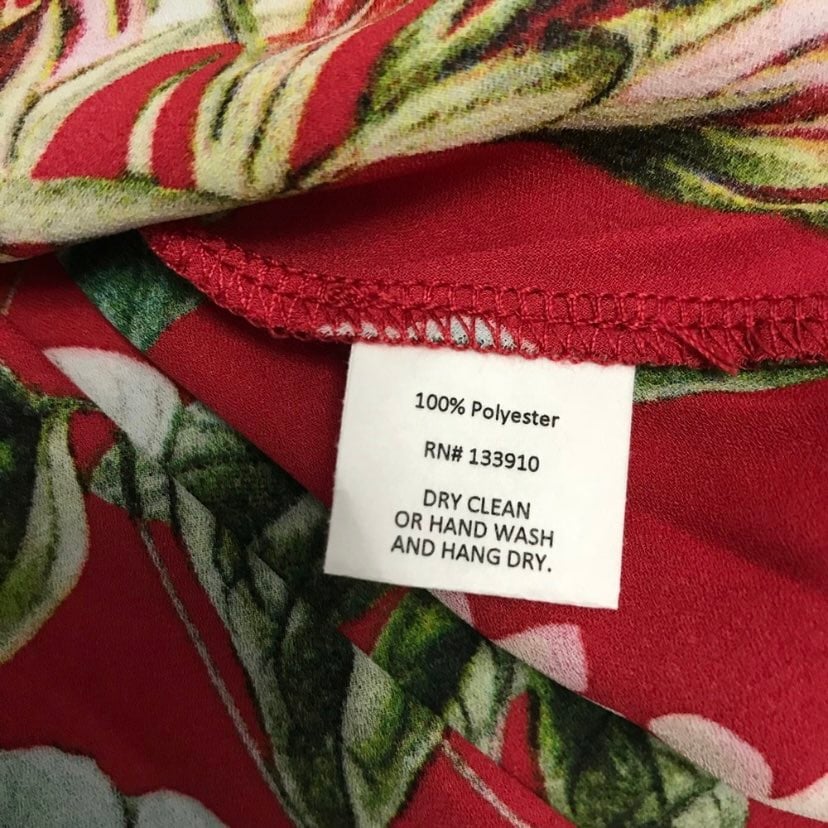 100% Polyester
RN# 133910
DRY CLEAN
OR HAND WASH
AND HANG DRY.